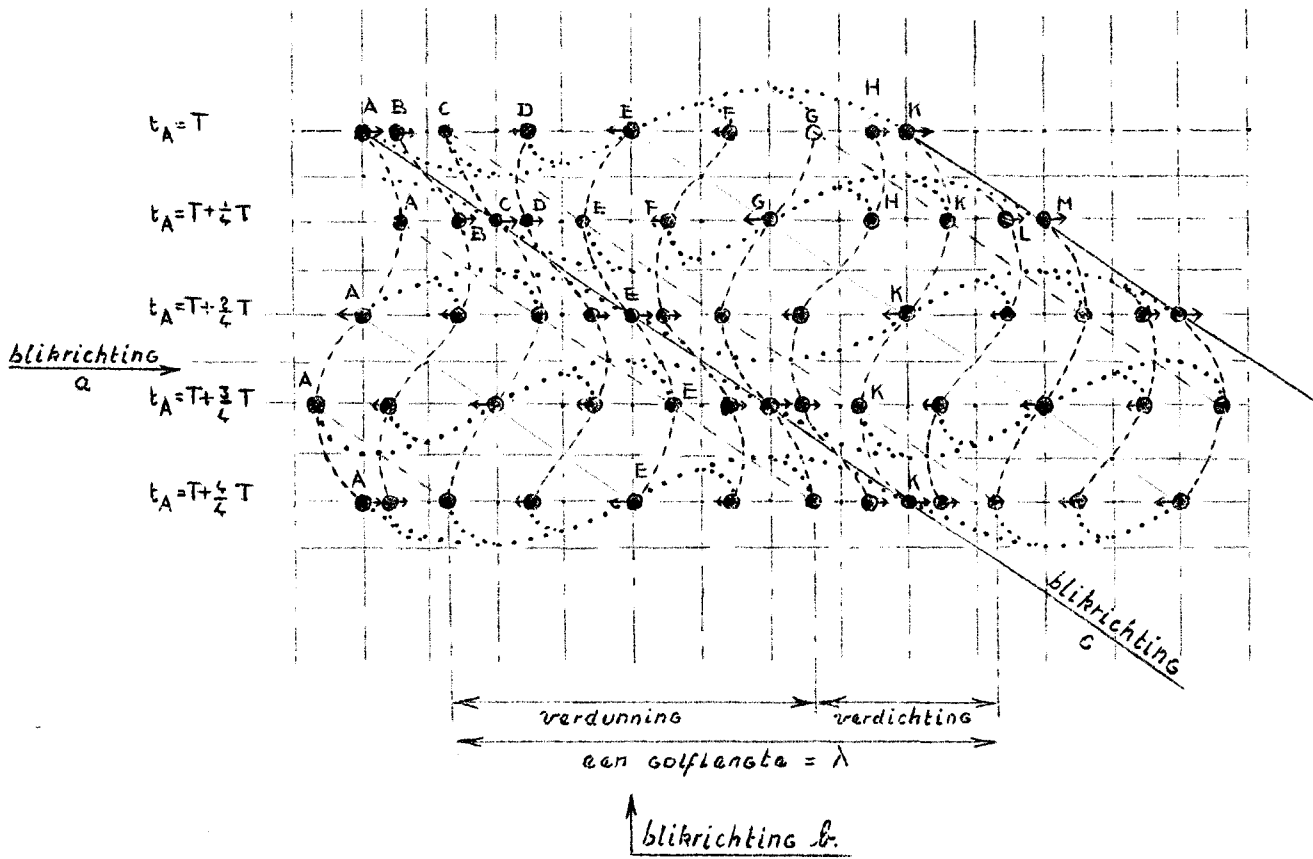 A B C D E F G H K
t_A = T
A B C D E F G H K L M
t_A = T + 1/4 T
A E K
t_A = T + 2/4 T
blikrichting
a
A E K
t_A = T + 3/4 T
A E K
t_A = T + 4/4 T
blikrichting
c
verdunning verdichting
een golflengte = λ
blikrichting b.